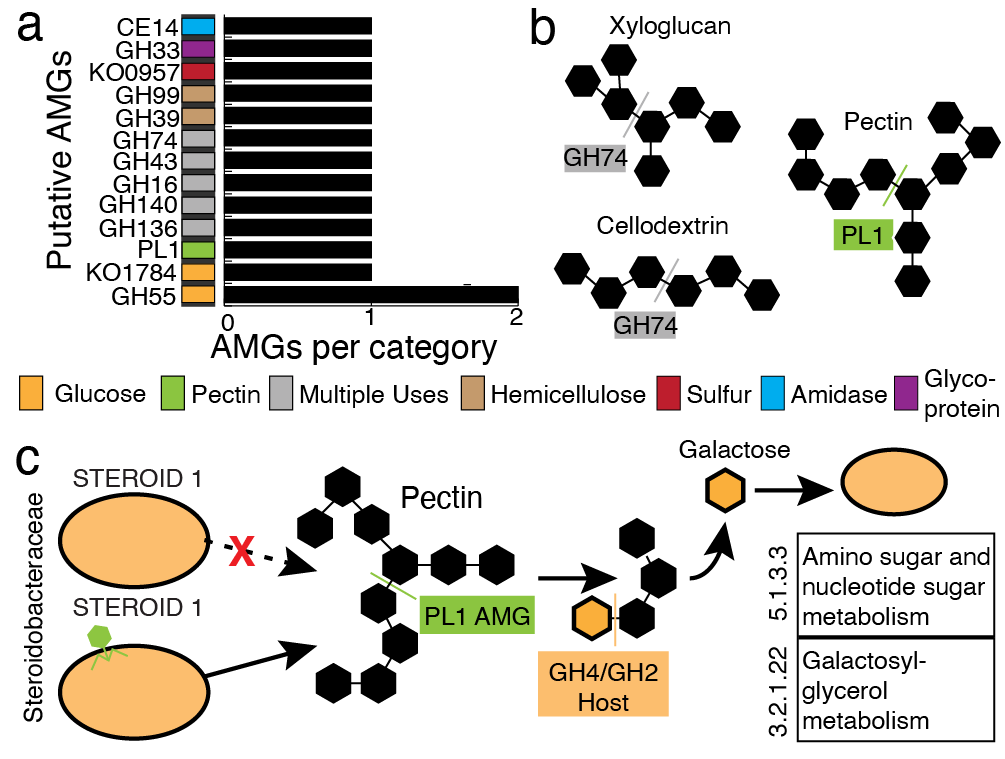 a
Putative AMGs
CE14
GH33
KO0957
GH99
GH39
GH74
GH43
GH16
GH140
GH136
PL1
KO1784
GH55
0
1
2
AMGs per category
b
Xyloglucan
GH74
Cellodextrin
GH74
Pectin
PL1
Glucose
Pectin
Multiple Uses
Hemicellulose
Sulfur
Amidase
Glyco-
protein
c
Steroidobacteraceae
STEROID 1
X
STEROID 1
Pectin
PL1 AMG
GH4/GH2
Host
Galactose
5.1.3.3
Amino sugar and
nucleotide sugar
metabolism
3.2.1.22
Galactosyl-
glycerol
metabolism